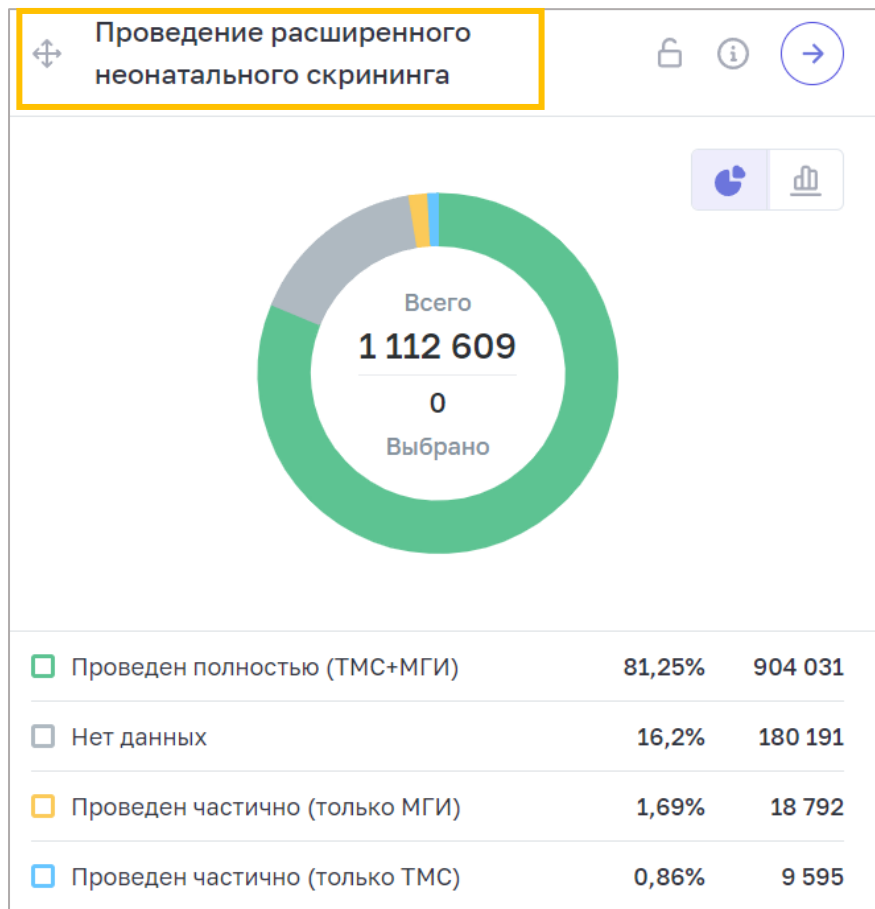 Проведение расширенного
неонатального скрининга
Всего
1 112 609
0
Выбрано
Проведен полностью (ТМС+МГИ) 81,25% 904 031
Нет данных 16,2% 180 191
Проведен частично (только МГИ) 1,69% 18 792
Проведен частично (только ТМС) 0,86% 9 595